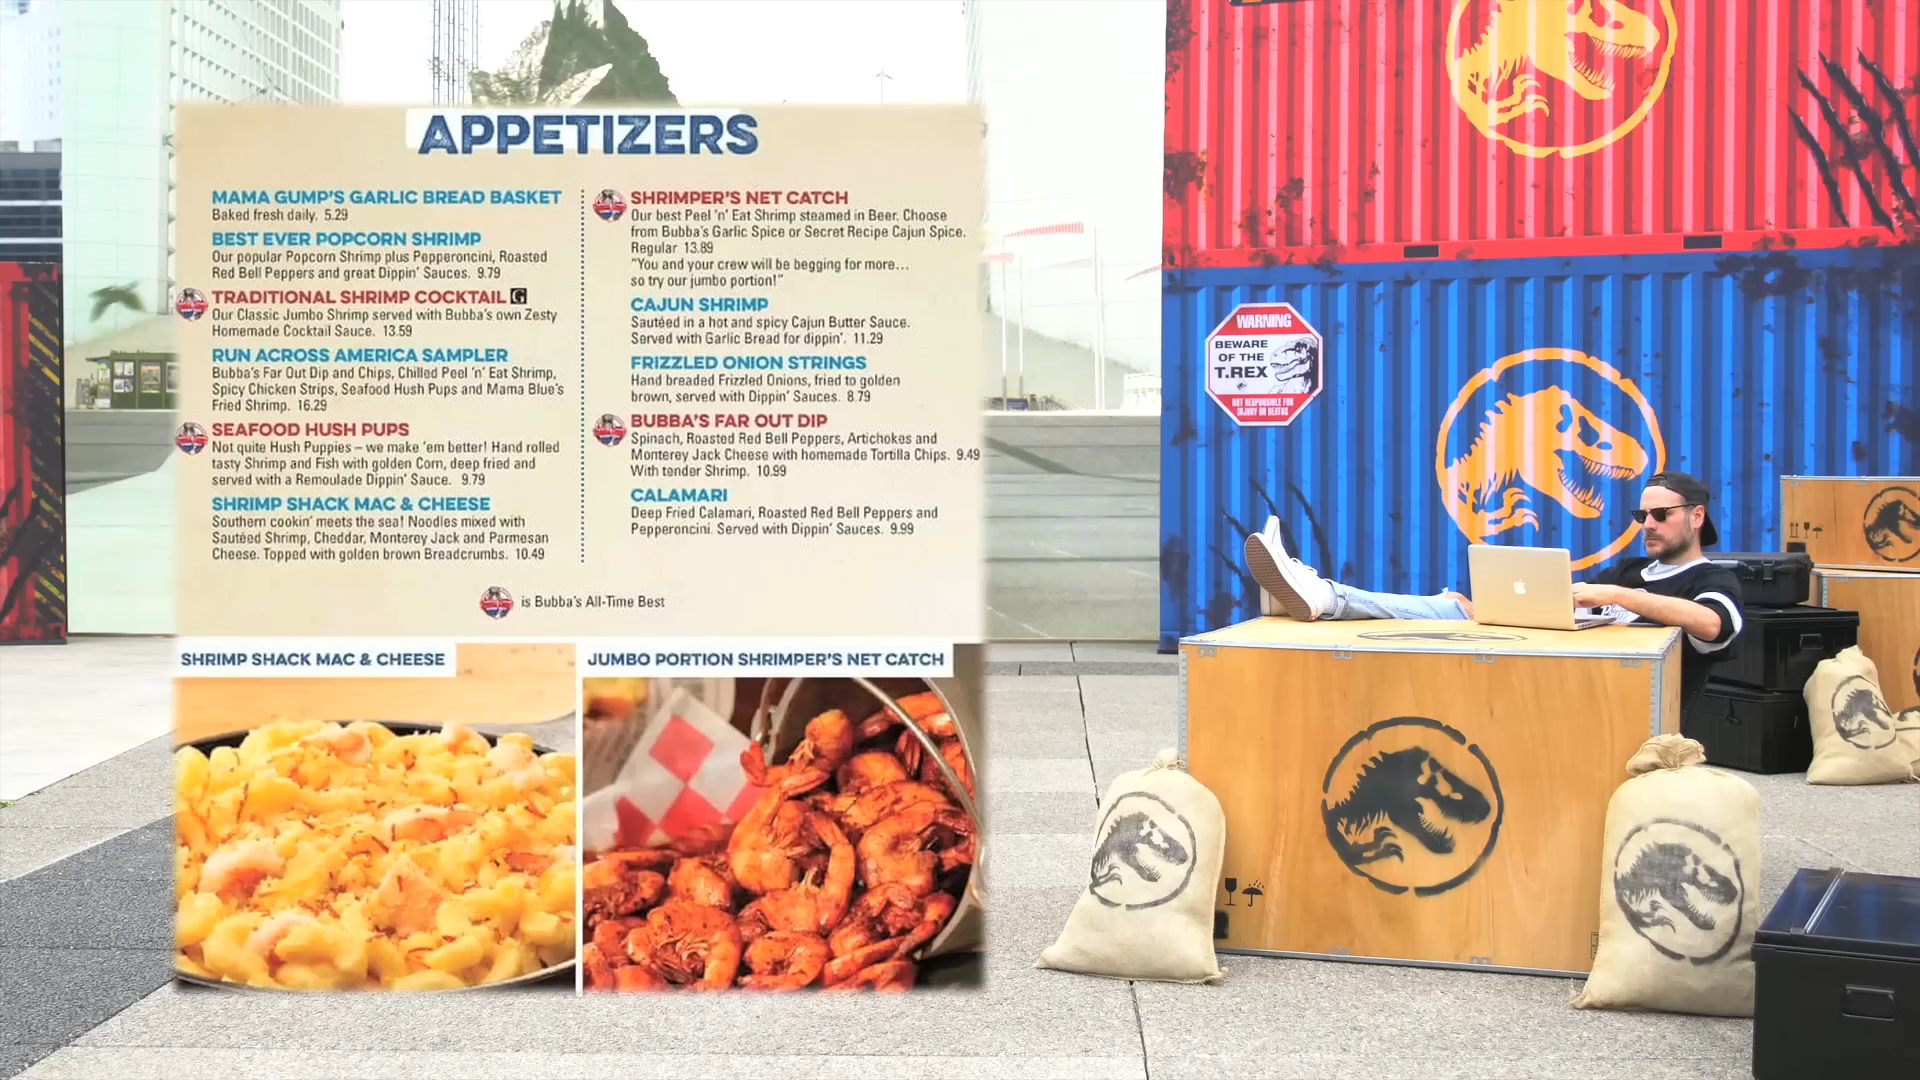 APPETIZERS
MAMA GUMP'S GARLIC BREAD BASKET
Baked fresh daily. 5.29
BEST EVER POPCORN SHRIMP
Our popular Popcorn Shrimp plus Pepperoncini, Roasted
Red Bell Peppers and great Dippin' Sauces. 9.79
TRADITIONAL SHRIMP COCKTAIL G
Our Classic Jumbo Shrimp served with Bubba's own Zesty
Homemade Cocktail Sauce. 13.59
RUN ACROSS AMERICA SAMPLER
Bubba's Far Out Dip and Chips, Chilled Peel 'n' Eat Shrimp,
Spicy Chicken Strips, Seafood Hush Pups and Mama Blue's
Fried Shrimp. 16.29
SEAFOOD HUSH PUPS
Not quite Hush Puppies – we make 'em better! Hand rolled
tasty Shrimp and Fish with golden Corn, deep fried and
served with a Remoulade Dippin' Sauce. 9.79
SHRIMP SHACK MAC & CHEESE
Southern cookin' meets the sea! Noodles mixed with
Sautéed Shrimp, Cheddar, Monterey Jack and Parmesan
Cheese. Topped with golden brown Breadcrumbs. 10.49
SHRIMPER'S NET CATCH
Our best Peel 'n' Eat Shrimp steamed in Beer. Choose
from Bubba's Garlic Spice or Secret Recipe Cajun Spice.
Regular 13.89
"You and your crew will be begging for more...
so try our jumbo portion!"
CAJUN SHRIMP
Sautéed in a hot and spicy Cajun Butter Sauce.
Served with Garlic Bread for dippin'. 11.29
FRIZZLED ONION STRINGS
Hand breaded Frizzled Onions, fried to golden
brown, served with Dippin' Sauces. 8.79
BUBBA'S FAR OUT DIP
Spinach, Roasted Red Bell Peppers, Artichokes and
Monterey Jack Cheese with homemade Tortilla Chips. 9.49
With tender Shrimp. 10.99
CALAMARI
Deep Fried Calamari, Roasted Red Bell Peppers and
Pepperoncini. Served with Dippin' Sauces. 9.99
is Bubba's All-Time Best
SHRIMP SHACK MAC & CHEESE
JUMBO PORTION SHRIMPER'S NET CATCH
WARNING
BEWARE
OF THE
T.REX
NOT RESPONSIBLE FOR
INJURY OR DEATHS